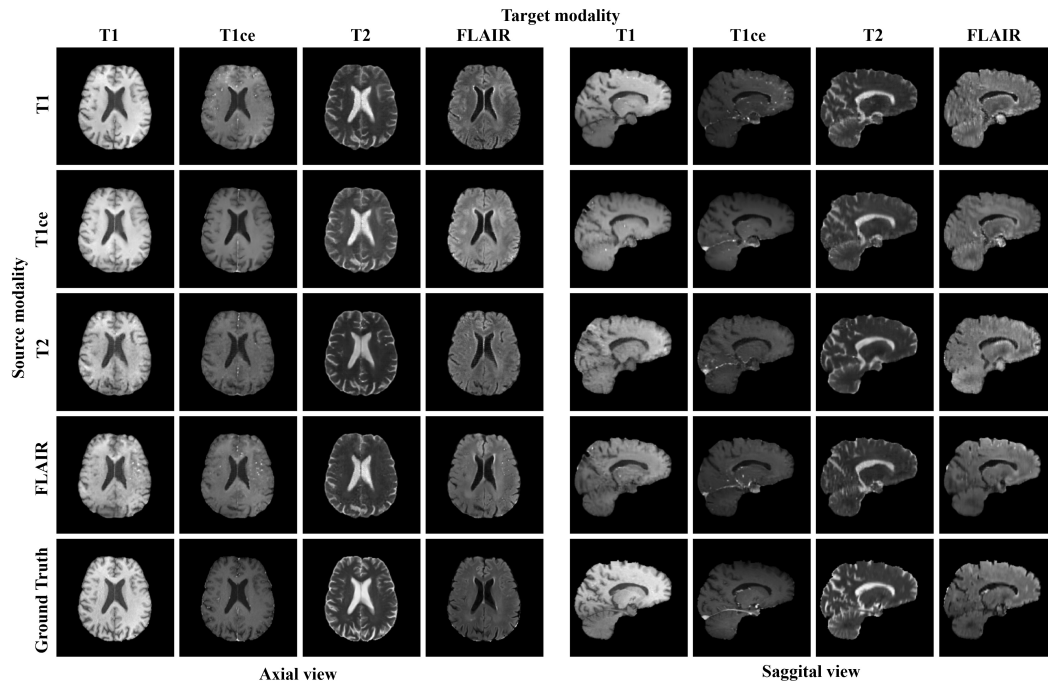 Target modality
T1 T1ce T2 FLAIR T1 T1ce T2 FLAIR
Source modality
T1
T1ce
T2
FLAIR
Ground Truth
Axial view Saggital view